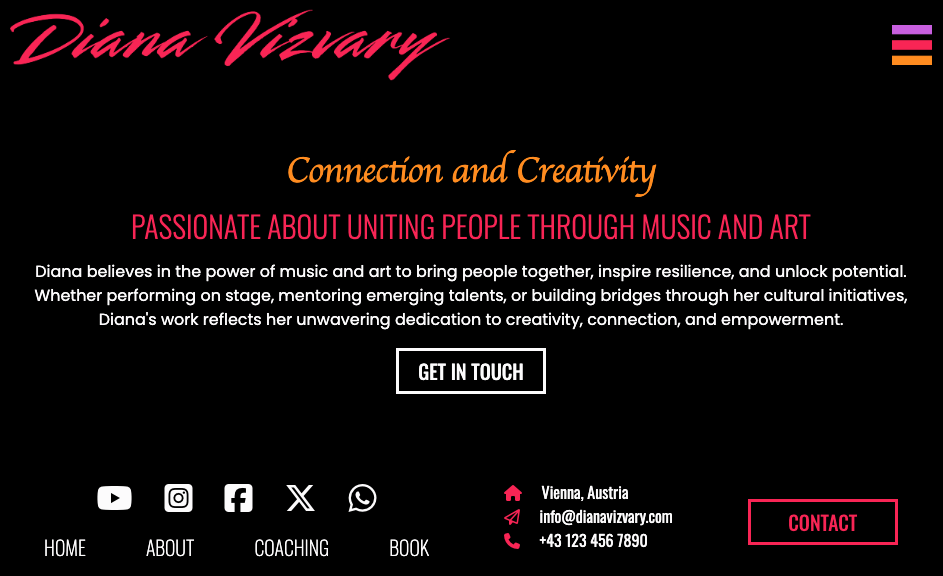 Diana Vizvary
Connection and Creativity
PASSIONATE ABOUT UNITING PEOPLE THROUGH MUSIC AND ART
Diana believes in the power of music and art to bring people together, inspire resilience, and unlock potential.
Whether performing on stage, mentoring emerging talents, or building bridges through her cultural initiatives,
Diana's work reflects her unwavering dedication to creativity, connection, and empowerment.
GET IN TOUCH
HOME ABOUT COACHING BOOK
Vienna, Austria
info@dianavizvary.com
+43 123 456 7890
CONTACT